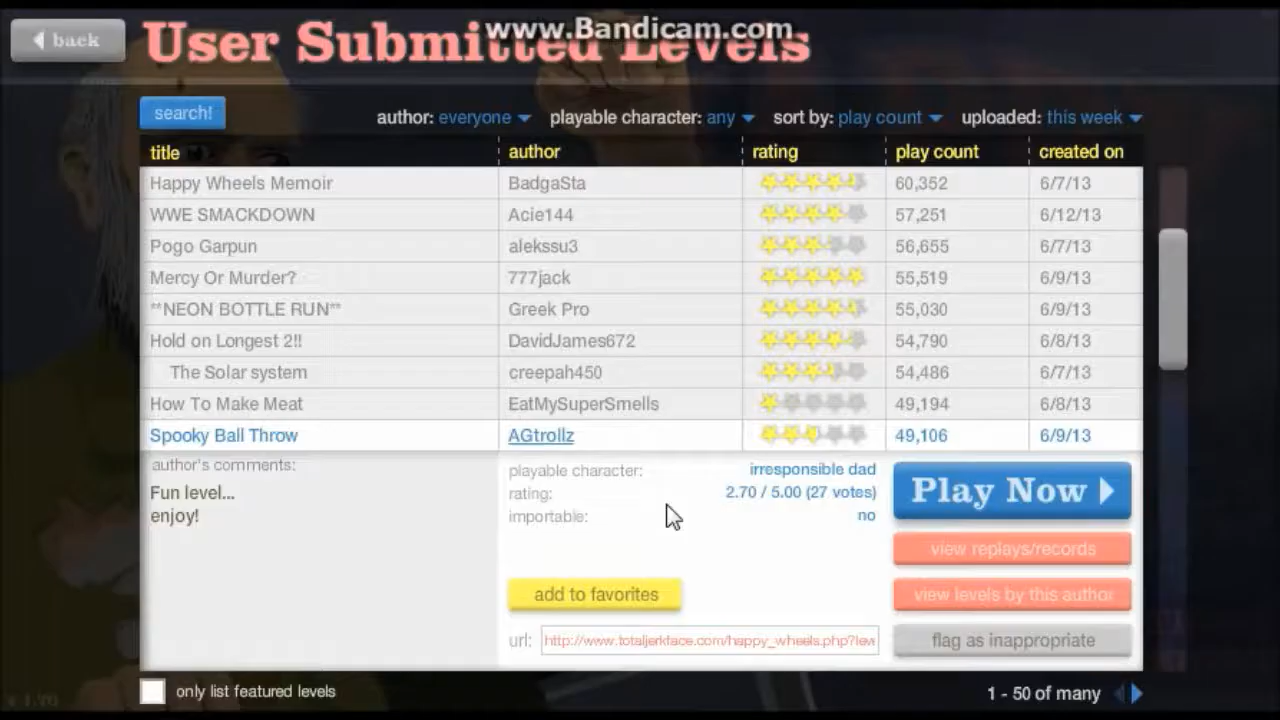 www.Bandicam.com
back
User Submitted Levels
search!
author: everyone playable character: any sort by: play count uploaded: this week
title author rating play count created on
Happy Wheels Memoir BadgaSta 60,352 6/7/13
WWE SMACKDOWN Acie144 57,251 6/12/13
Pogo Garpun alekssu3 56,655 6/7/13
Mercy Or Murder? 777jack 55,519 6/9/13
**NEON BOTTLE RUN** Greek Pro 55,030 6/9/13
Hold on Longest 2!! DavidJames672 54,790 6/8/13
The Solar system creepah450 54,486 6/7/13
How To Make Meat EatMySuperSmells 49,194 6/8/13
Spooky Ball Throw AGtrollz 49,106 6/9/13
author's comments:
Fun level...
enjoy!
playable character: irresponsible dad
rating: 2.70 / 5.00 (27 votes)
importable: no
add to favorites
url: http://www.totaljerkface.com/happy_wheels.php?lev
Play Now
view replays/records
view levels by this author
flag as inappropriate
only list featured levels
1 - 50 of many